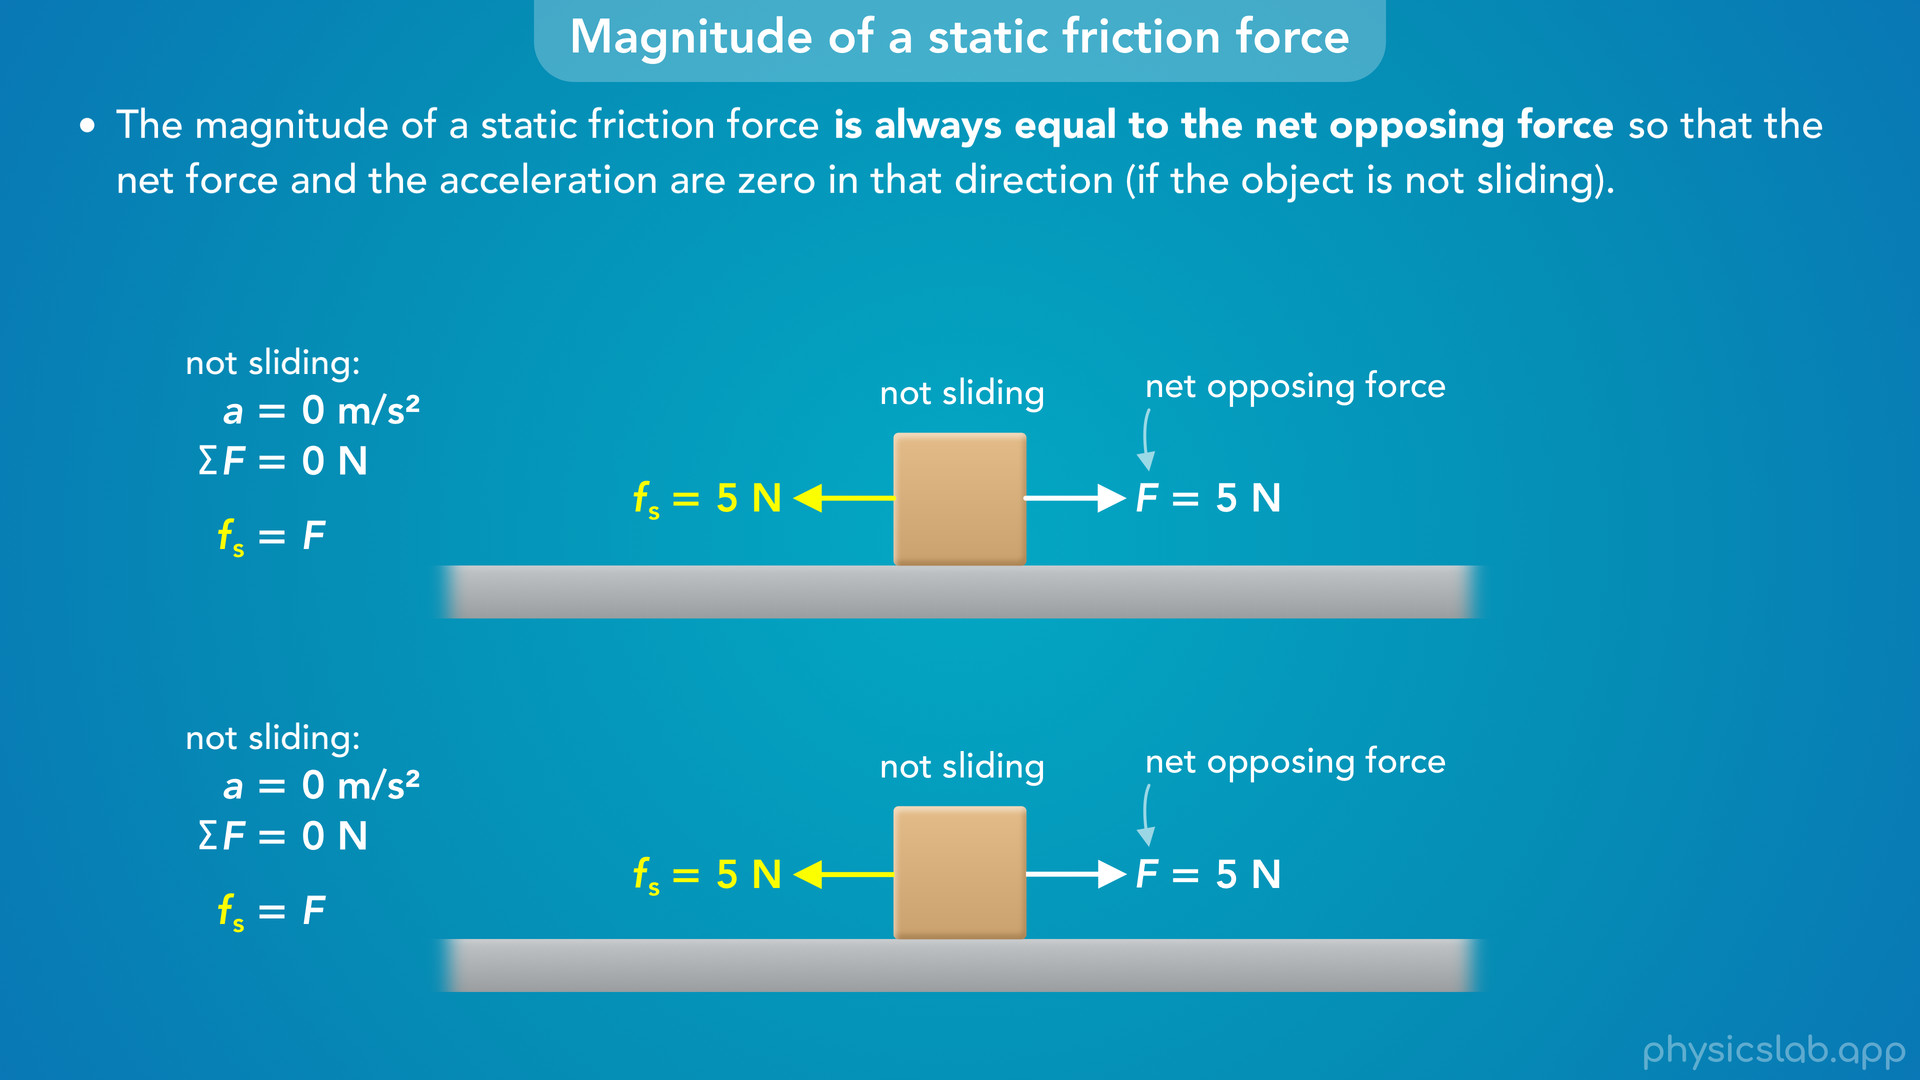 Magnitude of a static friction force
• The magnitude of a static friction force is always equal to the net opposing force so that the
net force and the acceleration are zero in that direction (if the object is not sliding).
not sliding:
a = 0 m/s²
ΣF = 0 N
fₛ = F
not sliding
net opposing force
fₛ = 5 N
F = 5 N
not sliding:
a = 0 m/s²
ΣF = 0 N
fₛ = F
not sliding
net opposing force
fₛ = 5 N
F = 5 N
physicslab.app